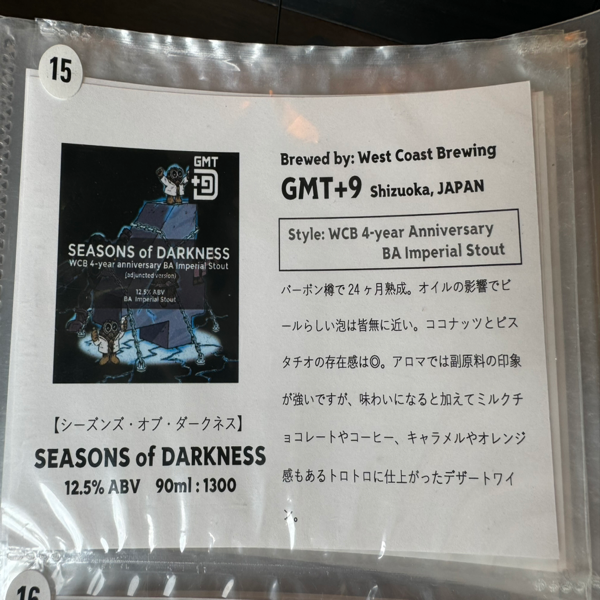 15
GMT
+9
SEASONS of DARKNESS
WCB 4-year anniversary BA Imperial Stout
(adjuncted version)
12.5% ABV
BA Imperial Stout
【シーズンズ・オブ・ダークネス】
SEASONS of DARKNESS
12.5% ABV 90ml : 1300
Brewed by: West Coast Brewing
GMT+9 Shizuoka, JAPAN
Style: WCB 4-year Anniversary
BA Imperial Stout
バーボン樽で24ヶ月熟成。オイルの影響でビ
ールらしい泡は皆無に近い。ココナッツとピス
タチオの存在感は◎。アロマでは副原料の印象
が強いですが、味わいになると加えてミルクチ
ョコレートやコーヒー、キャラメルやオレンジ
感もあるトロトロに仕上がったデザートワイ
ン。
16